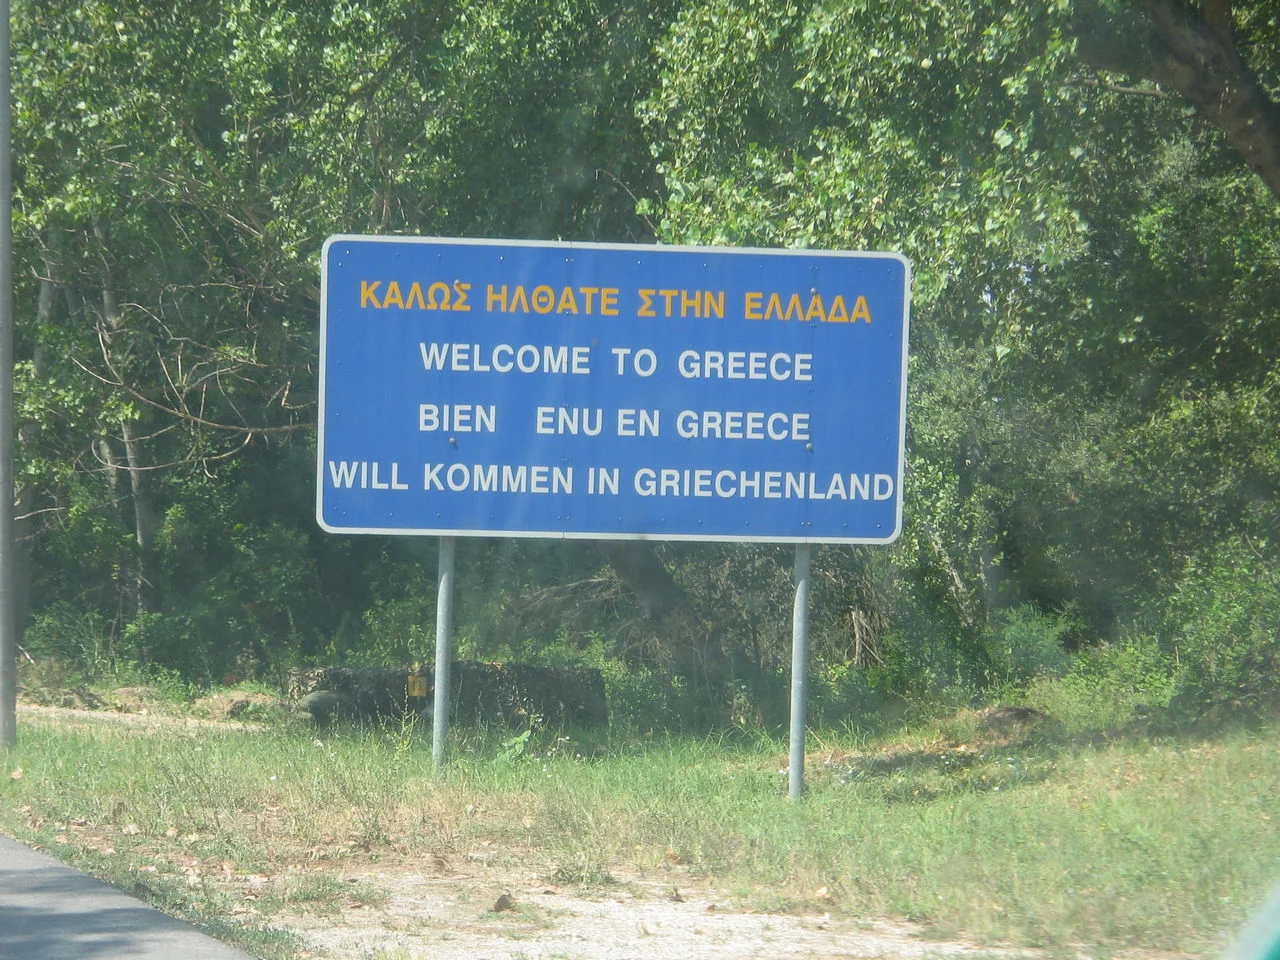 ΚΑΛΩΣ ΗΛΘΑΤΕ ΣΤΗΝ ΕΛΛΑΔΑ
WELCOME TO GREECE
BIEN ENU EN GREECE
WILL KOMMEN IN GRIECHENLAND